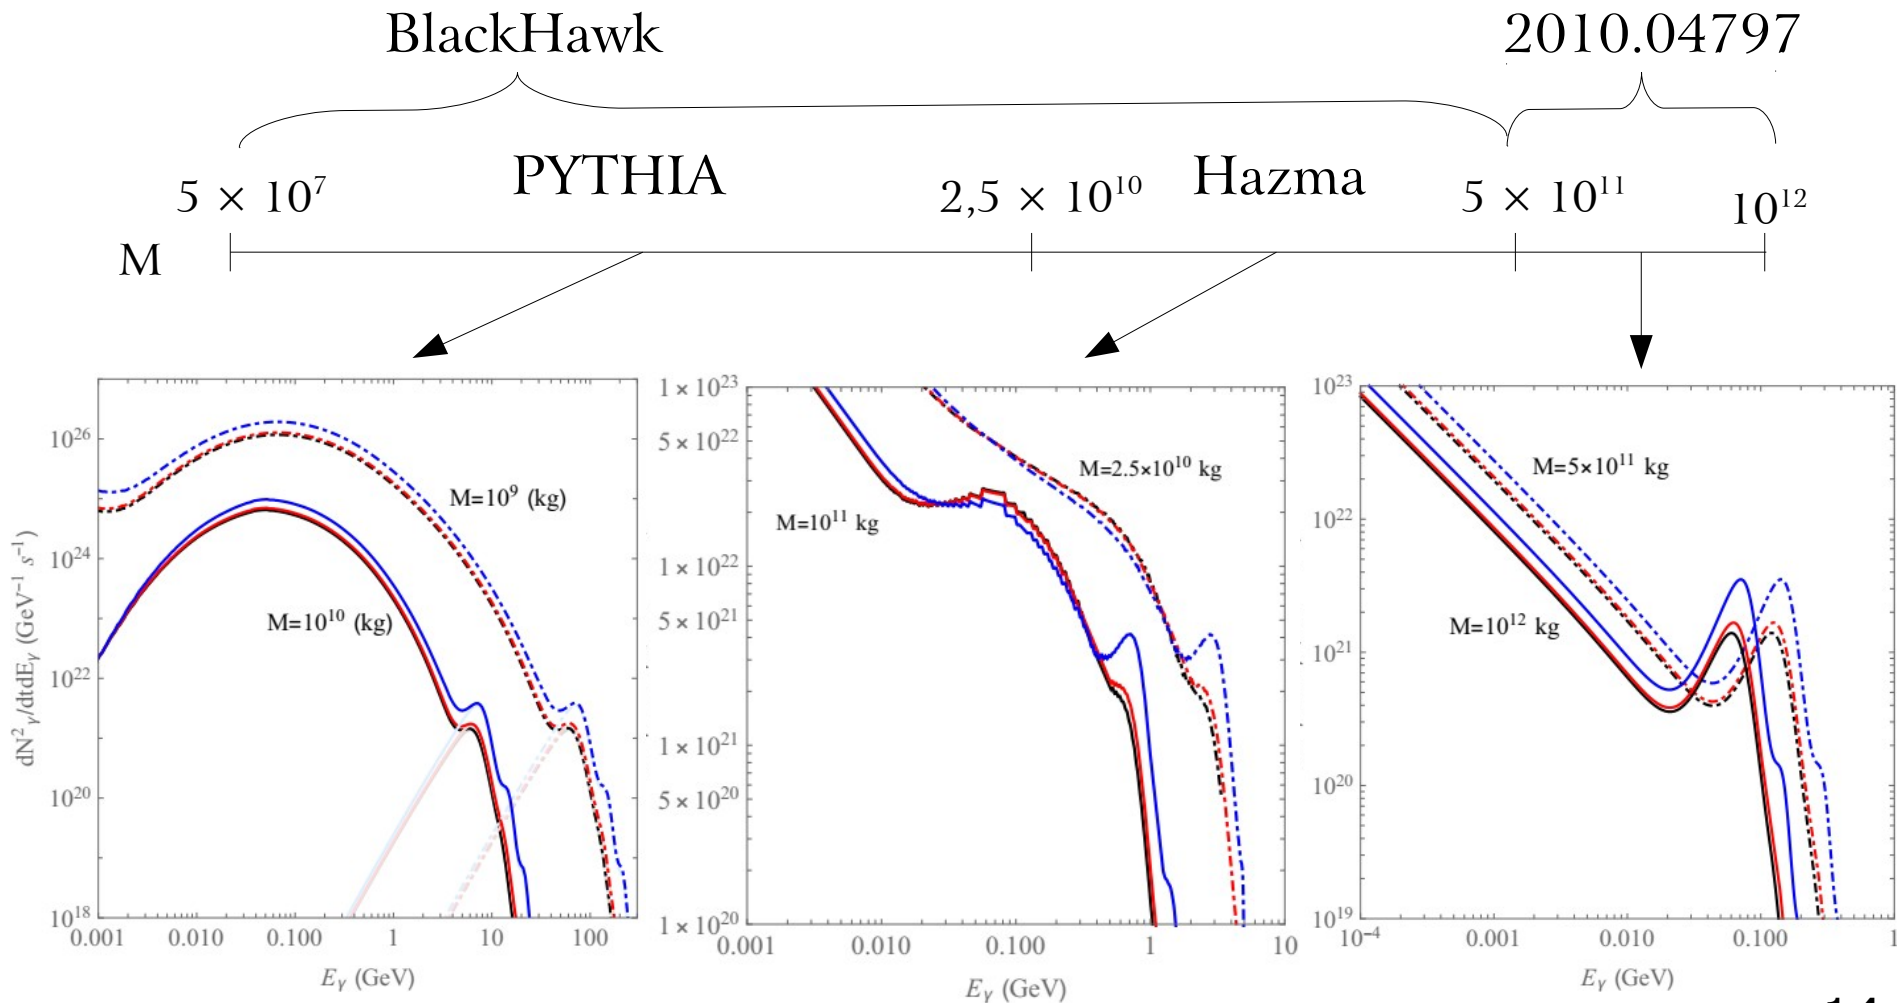 BlackHawk
2010.04797
PYTHIA
Hazma
5 × 10⁷
2,5 × 10¹⁰
5 × 10¹¹
10¹²
M
10²⁶
10²⁴
10²²
10²⁰
10¹⁸
dN²γ/dtdEγ (GeV⁻¹ s⁻¹)
M=10⁹ (kg)
M=10¹⁰ (kg)
0.001 0.010 0.100 1 10 100
Eγ (GeV)
1 × 10²³
5 × 10²²
1 × 10²²
5 × 10²¹
1 × 10²¹
5 × 10²⁰
1 × 10²⁰
M=2.5×10¹⁰ kg
M=10¹¹ kg
0.001 0.010 0.100 1 10
Eγ (GeV)
10²³
10²²
10²¹
10²⁰
10¹⁹
M=5×10¹¹ kg
M=10¹² kg
10⁻⁴ 0.001 0.010 0.100 1
Eγ (GeV)